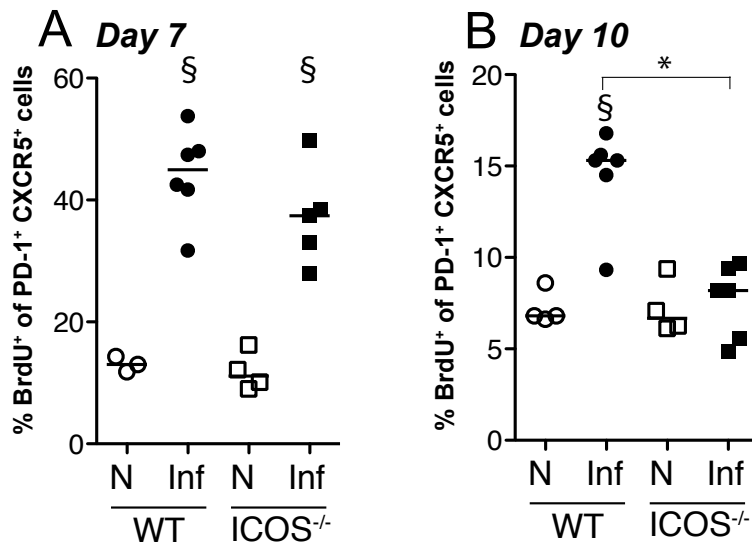 A Day 7
% BrdU⁺ of PD-1⁺ CXCR5⁺ cells
60
40
20
0
§ §
N Inf N Inf
WT ICOS⁻/⁻
B Day 10
% BrdU⁺ of PD-1⁺ CXCR5⁺ cells
20
15
10
5
0
*
§
N Inf N Inf
WT ICOS⁻/⁻